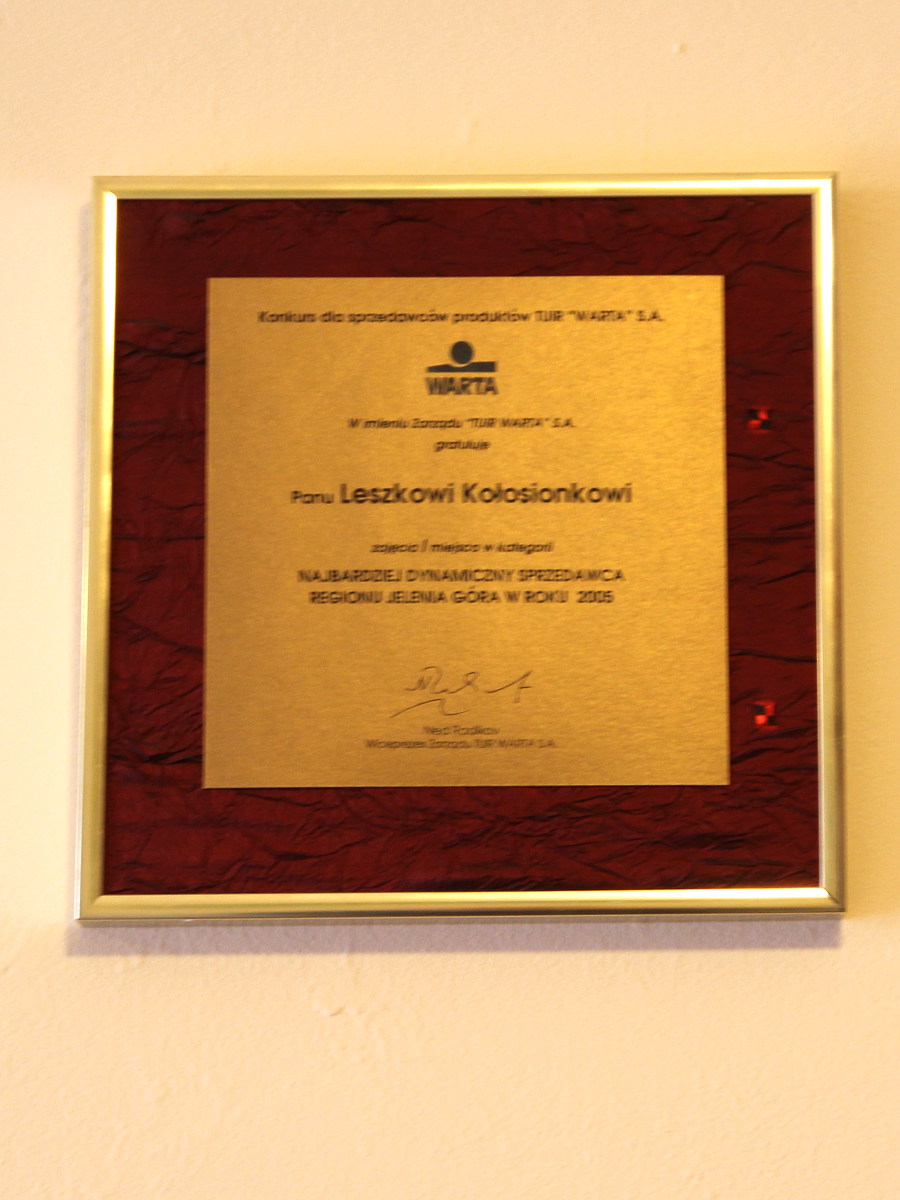 Konkurs dla sprzedawców produktów TUiR "WARTA" S.A.
WARTA
W imieniu Zarządu "TUiR WARTA" S.A.
gratuluje
Panu Leszkowi Kołosionkowi
zajęcia I miejsca w kategorii
NAJBARDZIEJ DYNAMICZNY SPRZEDAWCA
REGIONU JELENIA GÓRA W ROKU 2005
Wiceprezes Zarządu TUiR WARTA S.A.